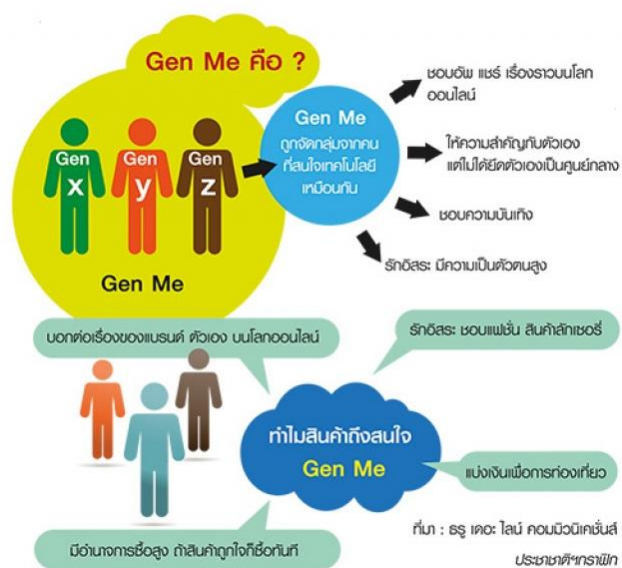 Gen Me คือ ?
Gen
x
Gen
y
Gen
z
Gen Me
Gen Me
ถูกจัดกลุ่มจากคน
ที่สนใจเทคโนโลยี
เหมือนกัน
ชอบอัพ แชร์ เรื่องราวบนโลก
ออนไลน์
ให้ความสำคัญกับตัวเอง
แต่ไม่ได้ยึดตัวเองเป็นศูนย์กลาง
ชอบความบันเทิง
รักอิสระ มีความเป็นตัวตนสูง
บอกต่อเรื่องของแบรนด์ ตัวเอง บนโลกออนไลน์
รักอิสระ ชอบแฟชั่น สินค้าลักเซอรี่
ทำไมสินค้าถึงสนใจ
Gen Me
แบ่งเงินเพื่อการท่องเที่ยว
มีอำนาจการซื้อสูง ถ้าสินค้าถูกใจก็ซื้อทันที
ที่มา : ธรู เดอะ ไลน์ คอมมิวนิเคชั่นส์
ประชาชาติฯกราฟิก